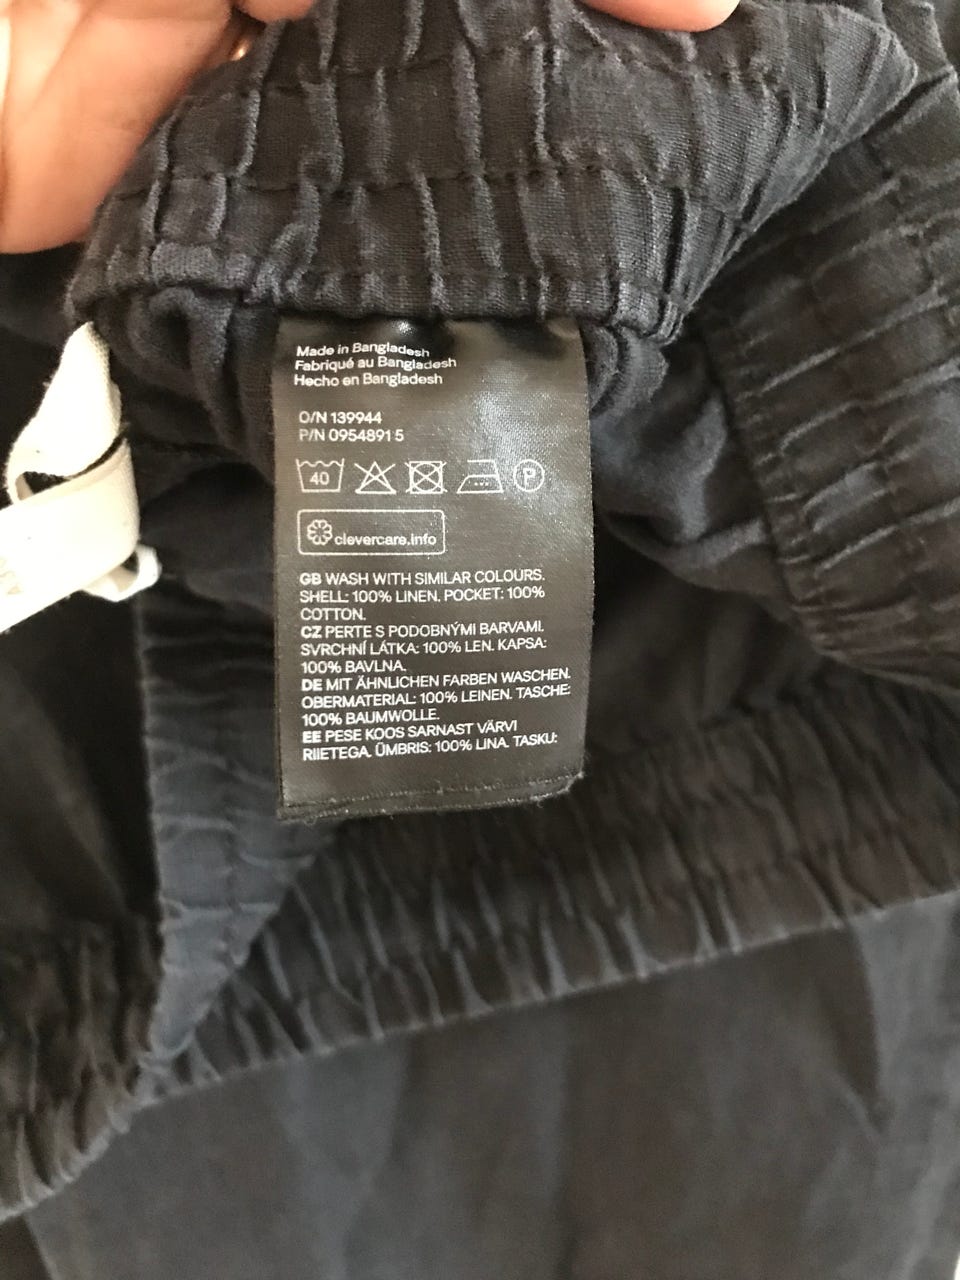 Made in Bangladesh
Fabriqué au Bangladesh
Hecho en Bangladesh
O/N 139944
P/N 0954891 5
40 P
clevercare.info
GB WASH WITH SIMILAR COLOURS.
SHELL: 100% LINEN. POCKET: 100%
COTTON.
CZ PERTE S PODOBNÝMI BARVAMI.
SVRCHNÍ LÁTKA: 100% LEN. KAPSA:
100% BAVLNA.
DE MIT ÄHNLICHEN FARBEN WASCHEN.
OBERMATERIAL: 100% LEINEN. TASCHE:
100% BAUMWOLLE.
EE PESE KOOS SARNAST VÄRVI
RIIETEGA. ÜMBRIS: 100% LINA. TASKU: